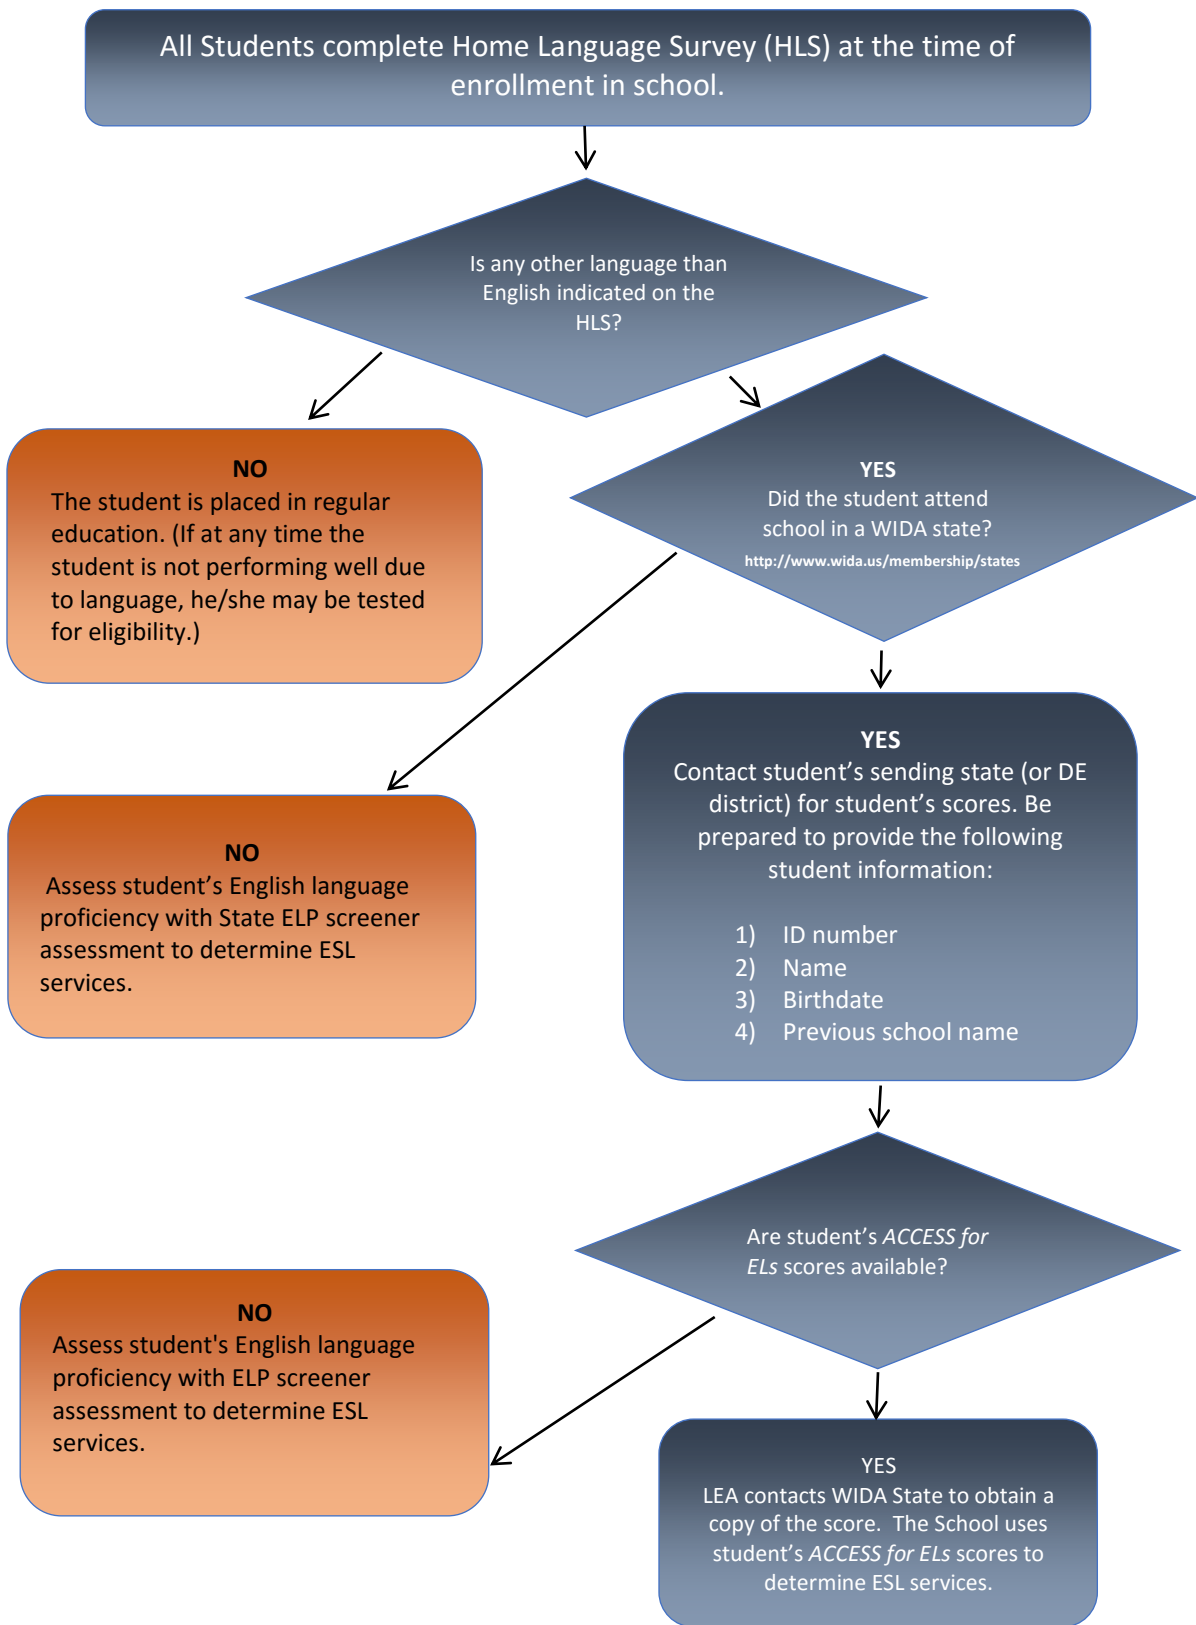 All Students complete Home Language Survey (HLS) at the time of
enrollment in school.
Is any other language than
English indicated on the
HLS?
NO
The student is placed in regular
education. (If at any time the
student is not performing well due
to language, he/she may be tested
for eligibility.)
YES
Did the student attend
school in a WIDA state?
http://www.wida.us/membership/states
YES
Contact student’s sending state (or DE
district) for student’s scores. Be
prepared to provide the following
student information:
1) ID number
2) Name
3) Birthdate
4) Previous school name
NO
Assess student’s English language
proficiency with State ELP screener
assessment to determine ESL
services.
Are student’s ACCESS for
ELs scores available?
NO
Assess student's English language
proficiency with ELP screener
assessment to determine ESL
services.
YES
LEA contacts WIDA State to obtain a
copy of the score.  The School uses
student’s ACCESS for ELs scores to
determine ESL services.